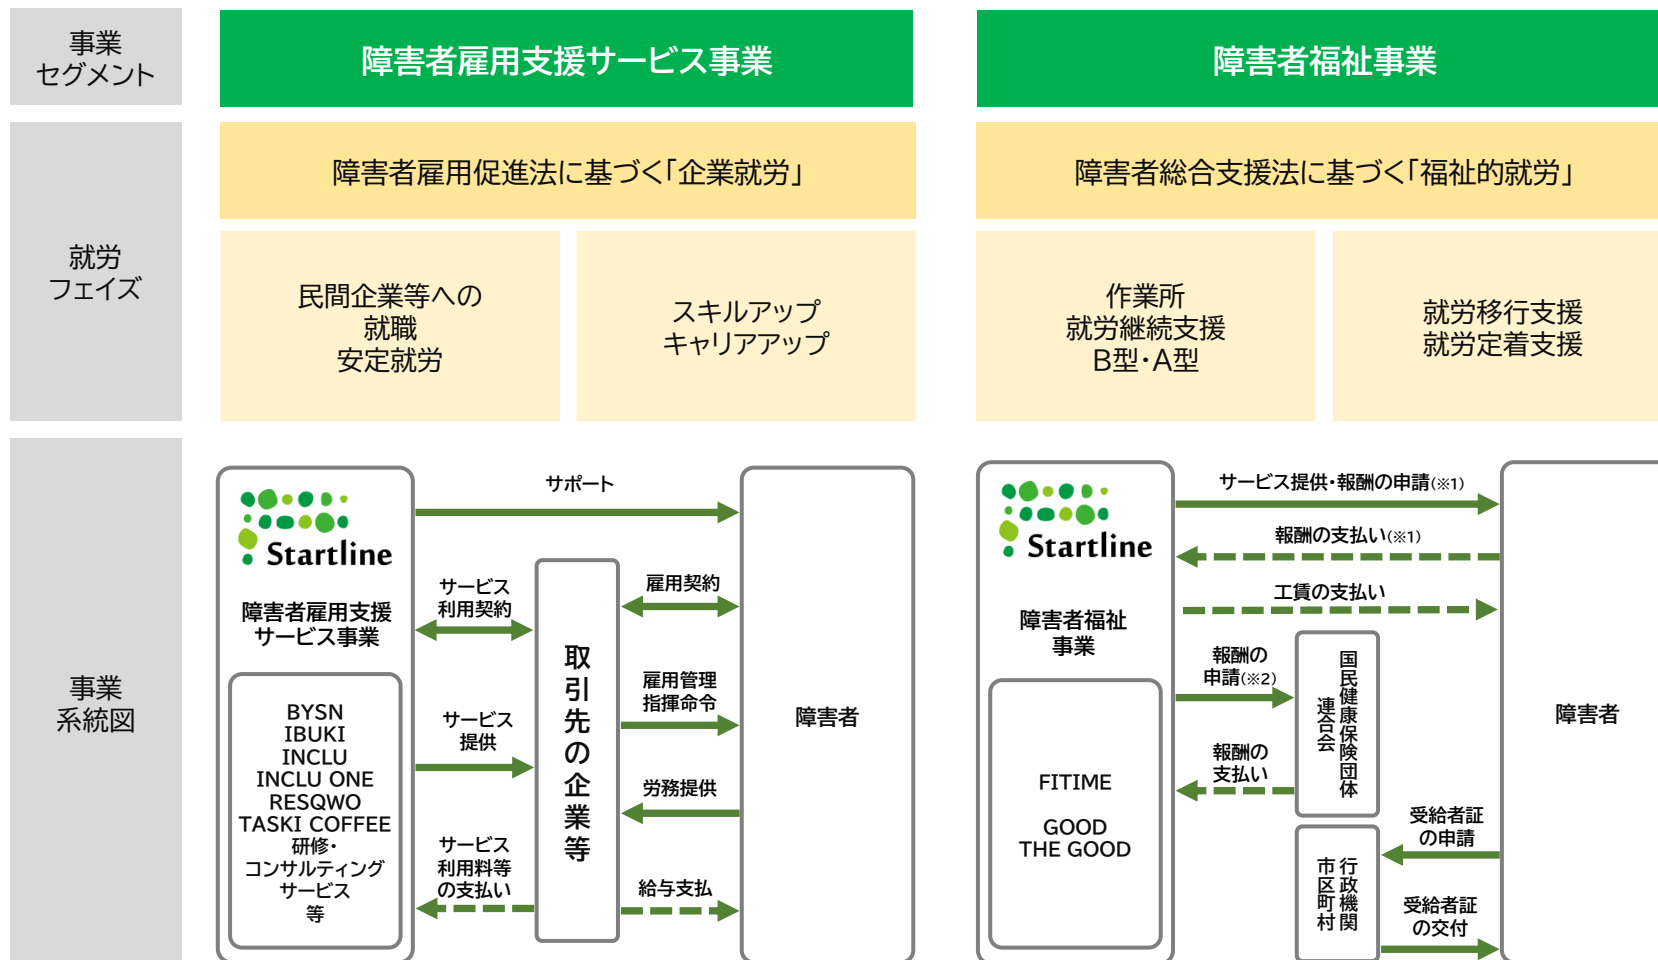 事業
セグメント
障害者雇用支援サービス事業
障害者福祉事業
就労
フェイズ
障害者雇用促進法に基づく「企業就労」
障害者総合支援法に基づく「福祉的就労」
民間企業等への
就職
安定就労
スキルアップ
キャリアアップ
作業所
就労継続支援
B型・A型
就労移行支援
就労定着支援
事業
系統図
Startline
障害者雇用支援
サービス事業
BYSN
IBUKI
INCLU
INCLU ONE
RESQWO
TASKI COFFEE
研修・
コンサルティング
サービス
等
サポート
サービス
利用契約
サービス
提供
サービス
利用料等
の支払い
取引先の企業等
雇用契約
雇用管理
指揮命令
労務提供
給与支払
障害者
Startline
障害者福祉
事業
FITIME
GOOD
THE GOOD
サービス提供・報酬の申請(※1)
報酬の支払い(※1)
工賃の支払い
報酬の
申請(※2)
報酬の
支払い
国民健康保険団体
連合会
受給者証
の申請
行政機関
市区町村
受給者証
の交付
障害者